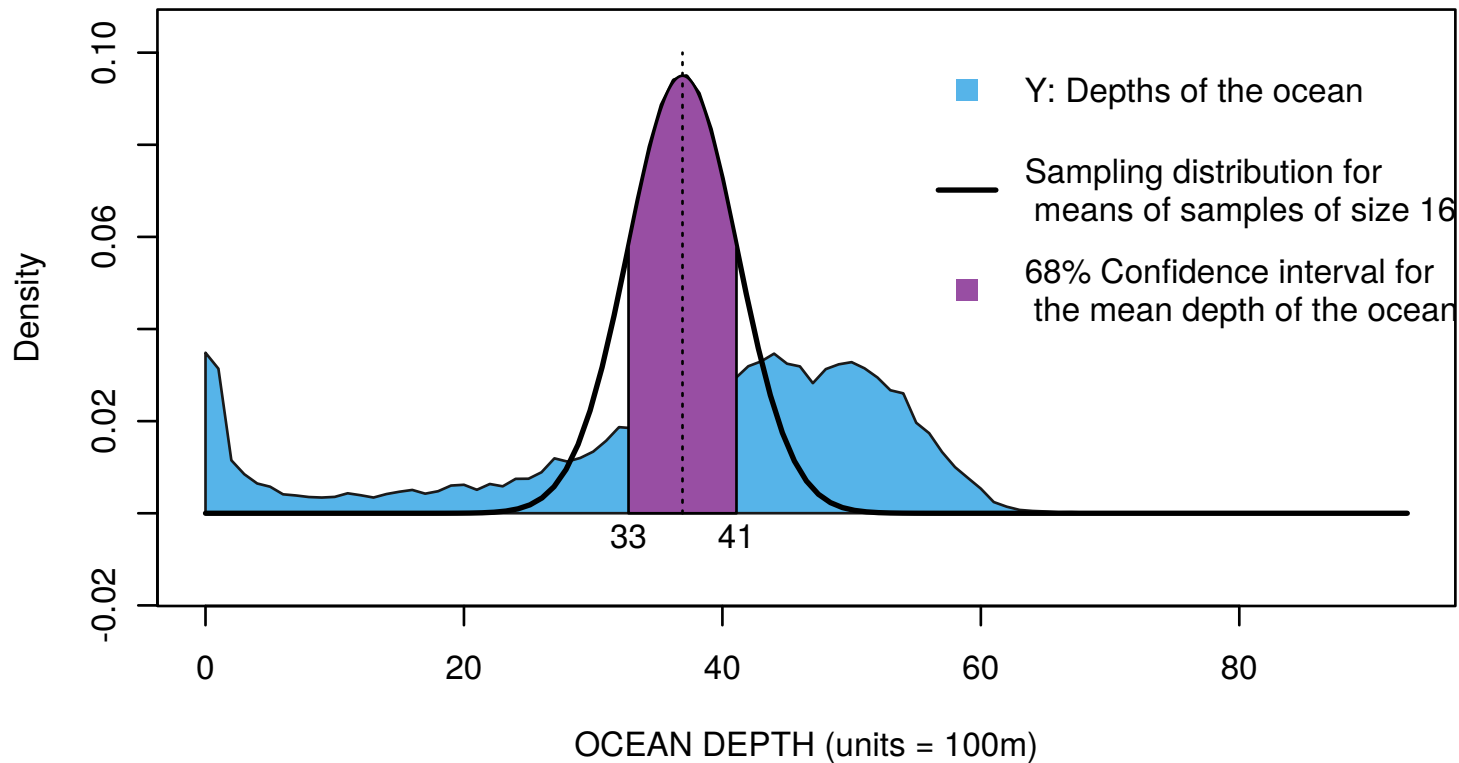 Y: Depths of the ocean
Sampling distribution for
means of samples of size 16
68% Confidence interval for
the mean depth of the ocean
Density
0.10
0.06
0.02
-0.02
33 41
0 20 40 60 80
OCEAN DEPTH (units = 100m)